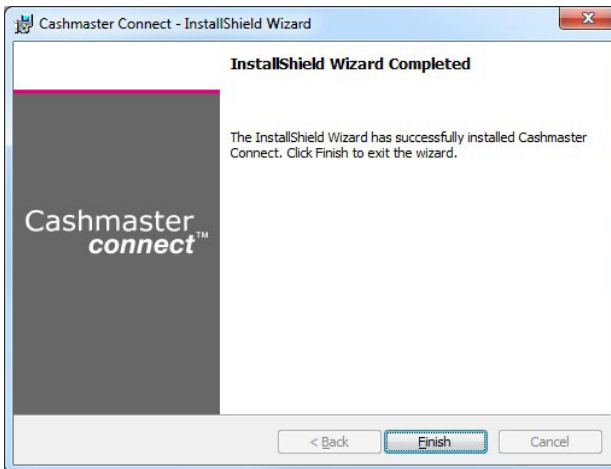 Cashmaster Connect - InstallShield Wizard
InstallShield Wizard Completed
The InstallShield Wizard has successfully installed Cashmaster
Connect. Click Finish to exit the wizard.
Cashmaster
connect™
< Back
Finish
Cancel